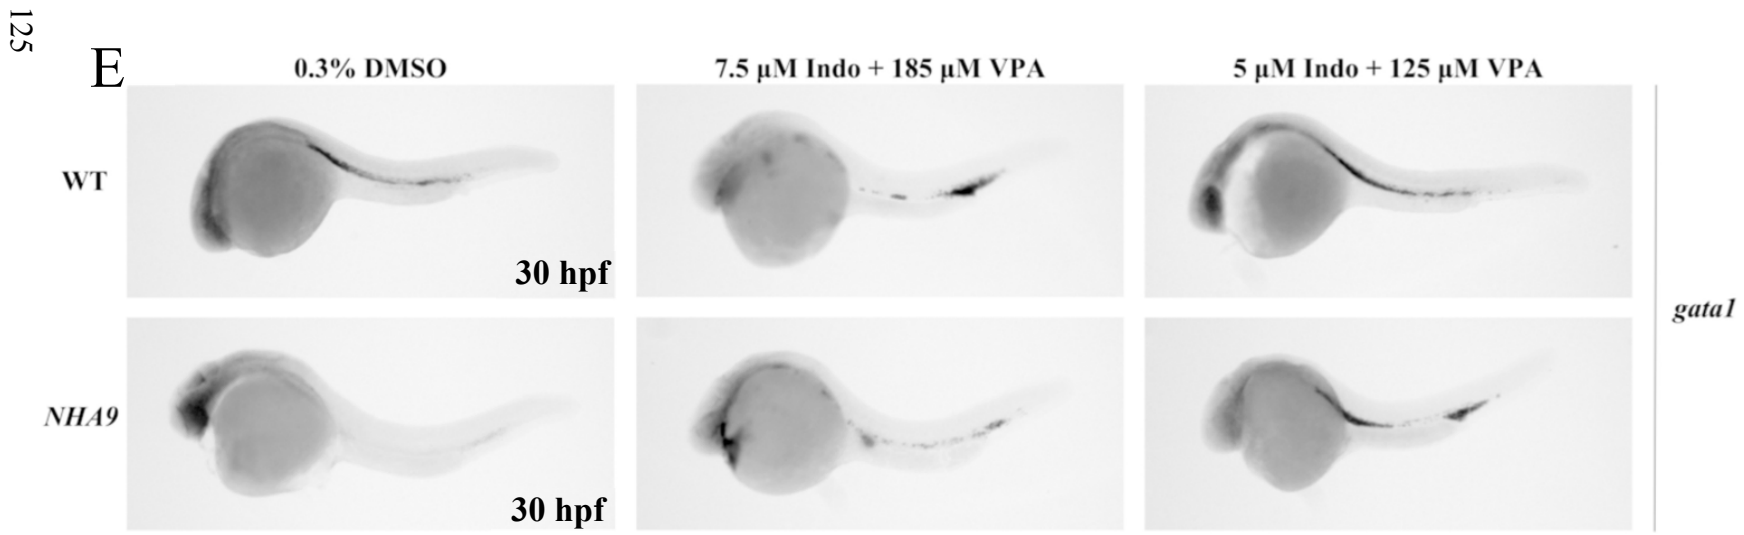 125
E
0.3% DMSO
7.5 μM Indo + 185 μM VPA
5 μM Indo + 125 μM VPA
WT
30 hpf
gata1
NHA9
30 hpf